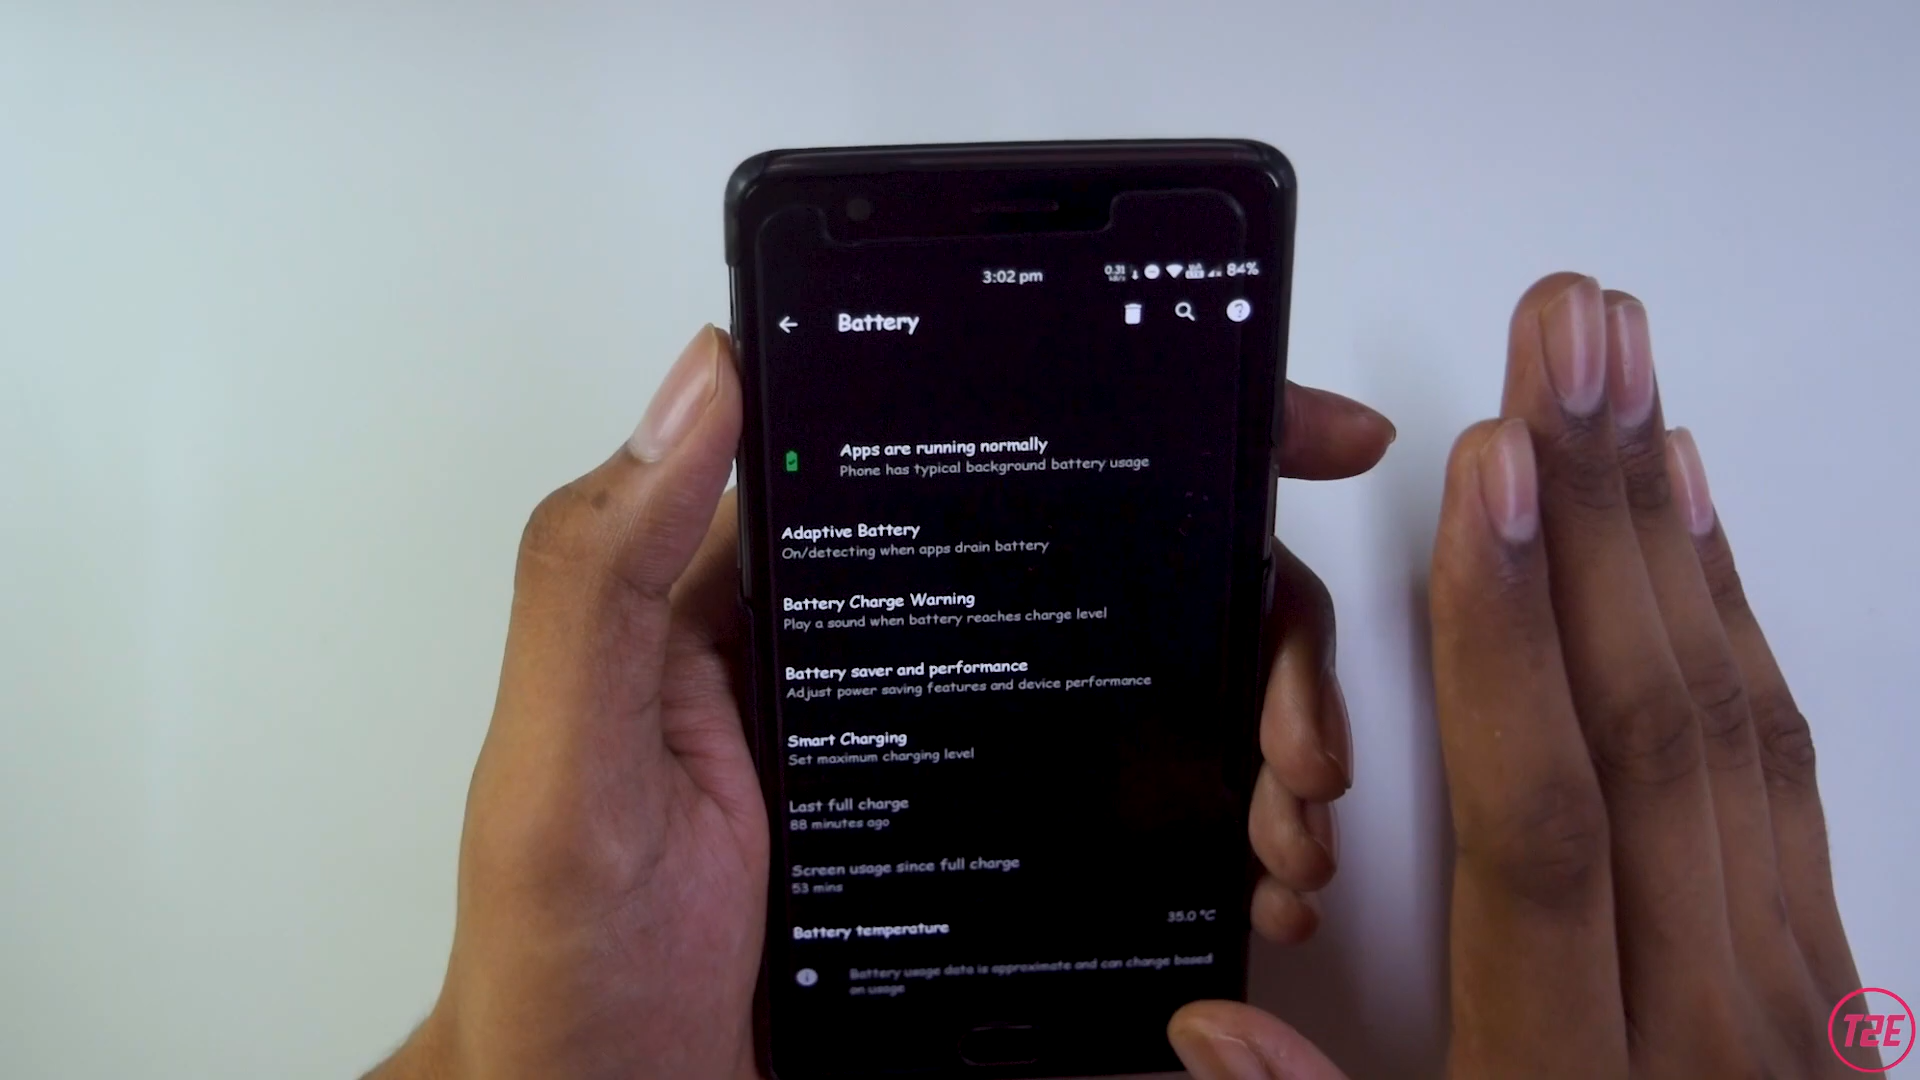 3:02 pm
0.31
84%
Battery
Apps are running normally
Phone has typical background battery usage
Adaptive Battery
On/detecting when apps drain battery
Battery Charge Warning
Play a sound when battery reaches charge level
Battery saver and performance
Adjust power saving features and device performance
Smart Charging
Set maximum charging level
Last full charge
88 minutes ago
Screen usage since full charge
53 mins
Battery temperature
35.0 °C
Battery usage data is approximate and can change based
on usage
T2E